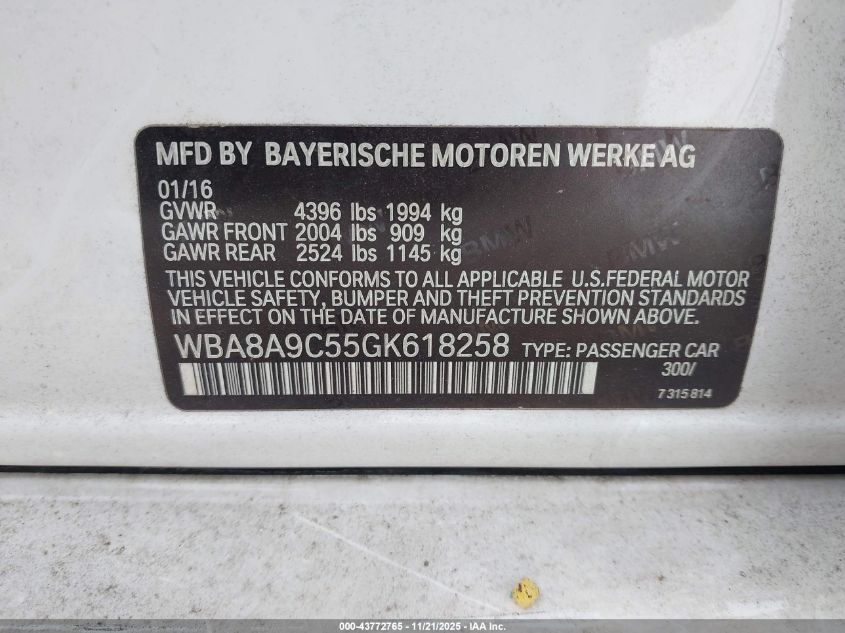 MFD BY BAYERISCHE MOTOREN WERKE AG
01/16
GVWR 4396 lbs 1994 kg
GAWR FRONT 2004 lbs 909 kg
GAWR REAR 2524 lbs 1145 kg
THIS VEHICLE CONFORMS TO ALL APPLICABLE U.S.FEDERAL MOTOR
VEHICLE SAFETY, BUMPER AND THEFT PREVENTION STANDARDS
IN EFFECT ON THE DATE OF MANUFACTURE SHOWN ABOVE.
WBA8A9C55GK618258 TYPE: PASSENGER CAR
300/
7 315 814
000-43772765 - 11/21/2025 - IAA Inc.